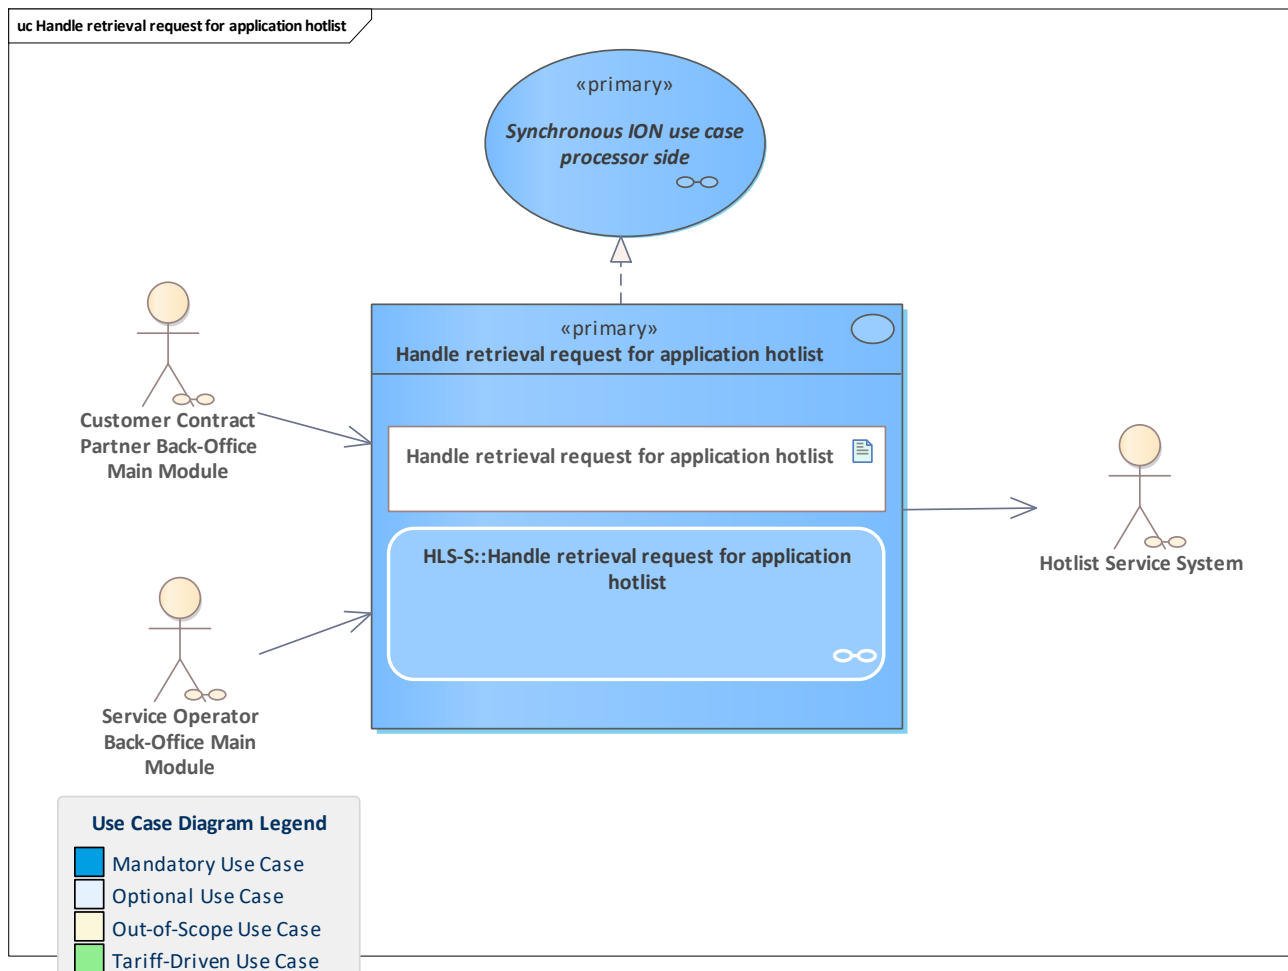 uc Handle retrieval request for application hotlist
«primary»
Synchronous ION use case
processor side
«primary»
Handle retrieval request for application hotlist
Handle retrieval request for application hotlist
HLS-S::Handle retrieval request for application
hotlist
Customer Contract
Partner Back-Office
Main Module
Service Operator
Back-Office Main
Module
Hotlist Service System
Use Case Diagram Legend
Mandatory Use Case
Optional Use Case
Out-of-Scope Use Case
Tariff-Driven Use Case